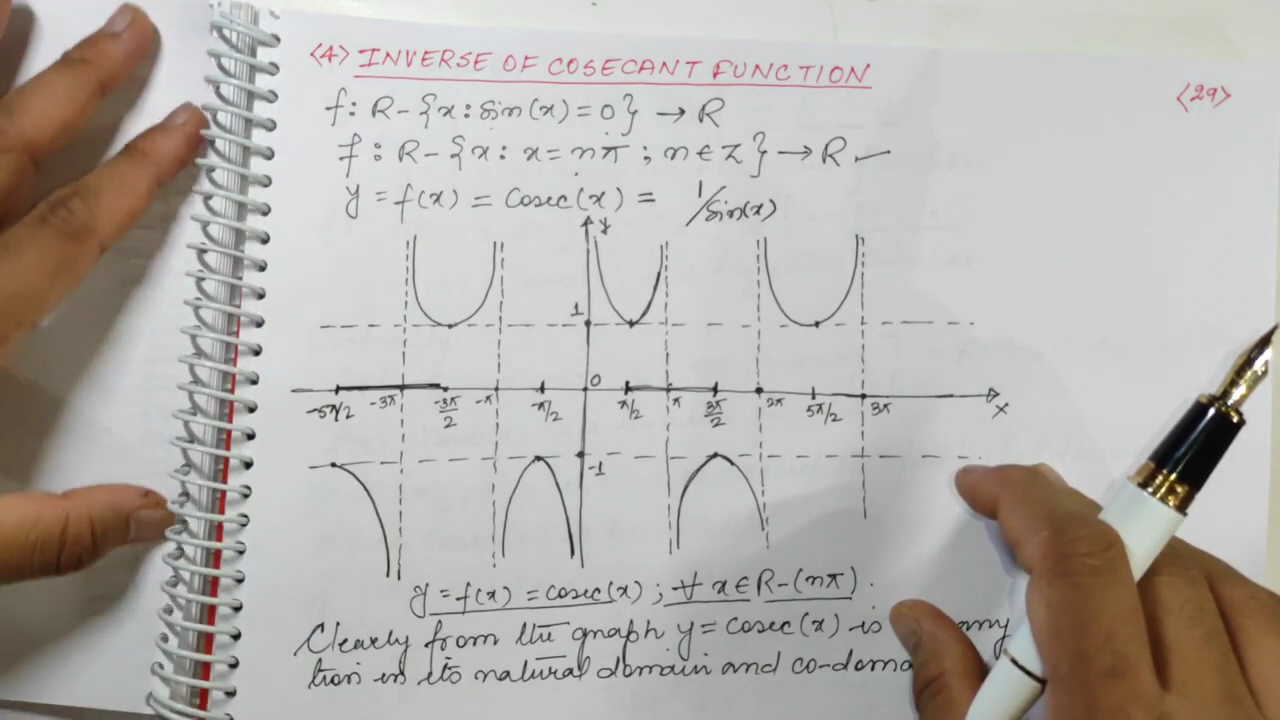 <4> INVERSE OF COSECANT FUNCTION
<29>
f: R-{x: Sin(x)=0} → R
f: R-{x: x=nπ ; n∈Z} → R ✓
y = f(x) = Cosec(x) = 1/Sin(x)
y
1
0
-5π/2 -3π -3π/2 -π -π/2 π/2 π 3π/2 2π 5π/2 3π X
-1
y = f(x) = cosec(x) ; ∀ x ∈ R-(nπ).
Clearly from the graph y = cosec(x) is any
tion in its natural domain and co-doma